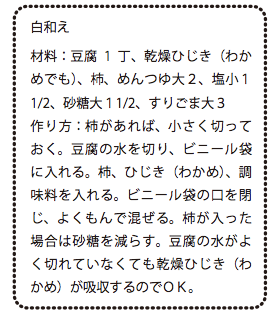 白和え
材料：豆腐１丁、乾燥ひじき（わか
めでも）、柿、めんつゆ大２、塩小１
1/2、砂糖大１1/2、すりごま大３
作り方：柿があれば、小さく切って
おく。豆腐の水を切り、ビニール袋
に入れる。柿、ひじき（わかめ）、調
味料を入れる。ビニール袋の口を閉
じ、よくもんで混ぜる。柿が入った
場合は砂糖を減らす。豆腐の水がよ
く切れていなくても乾燥ひじき（わ
かめ）が吸収するのでＯＫ。